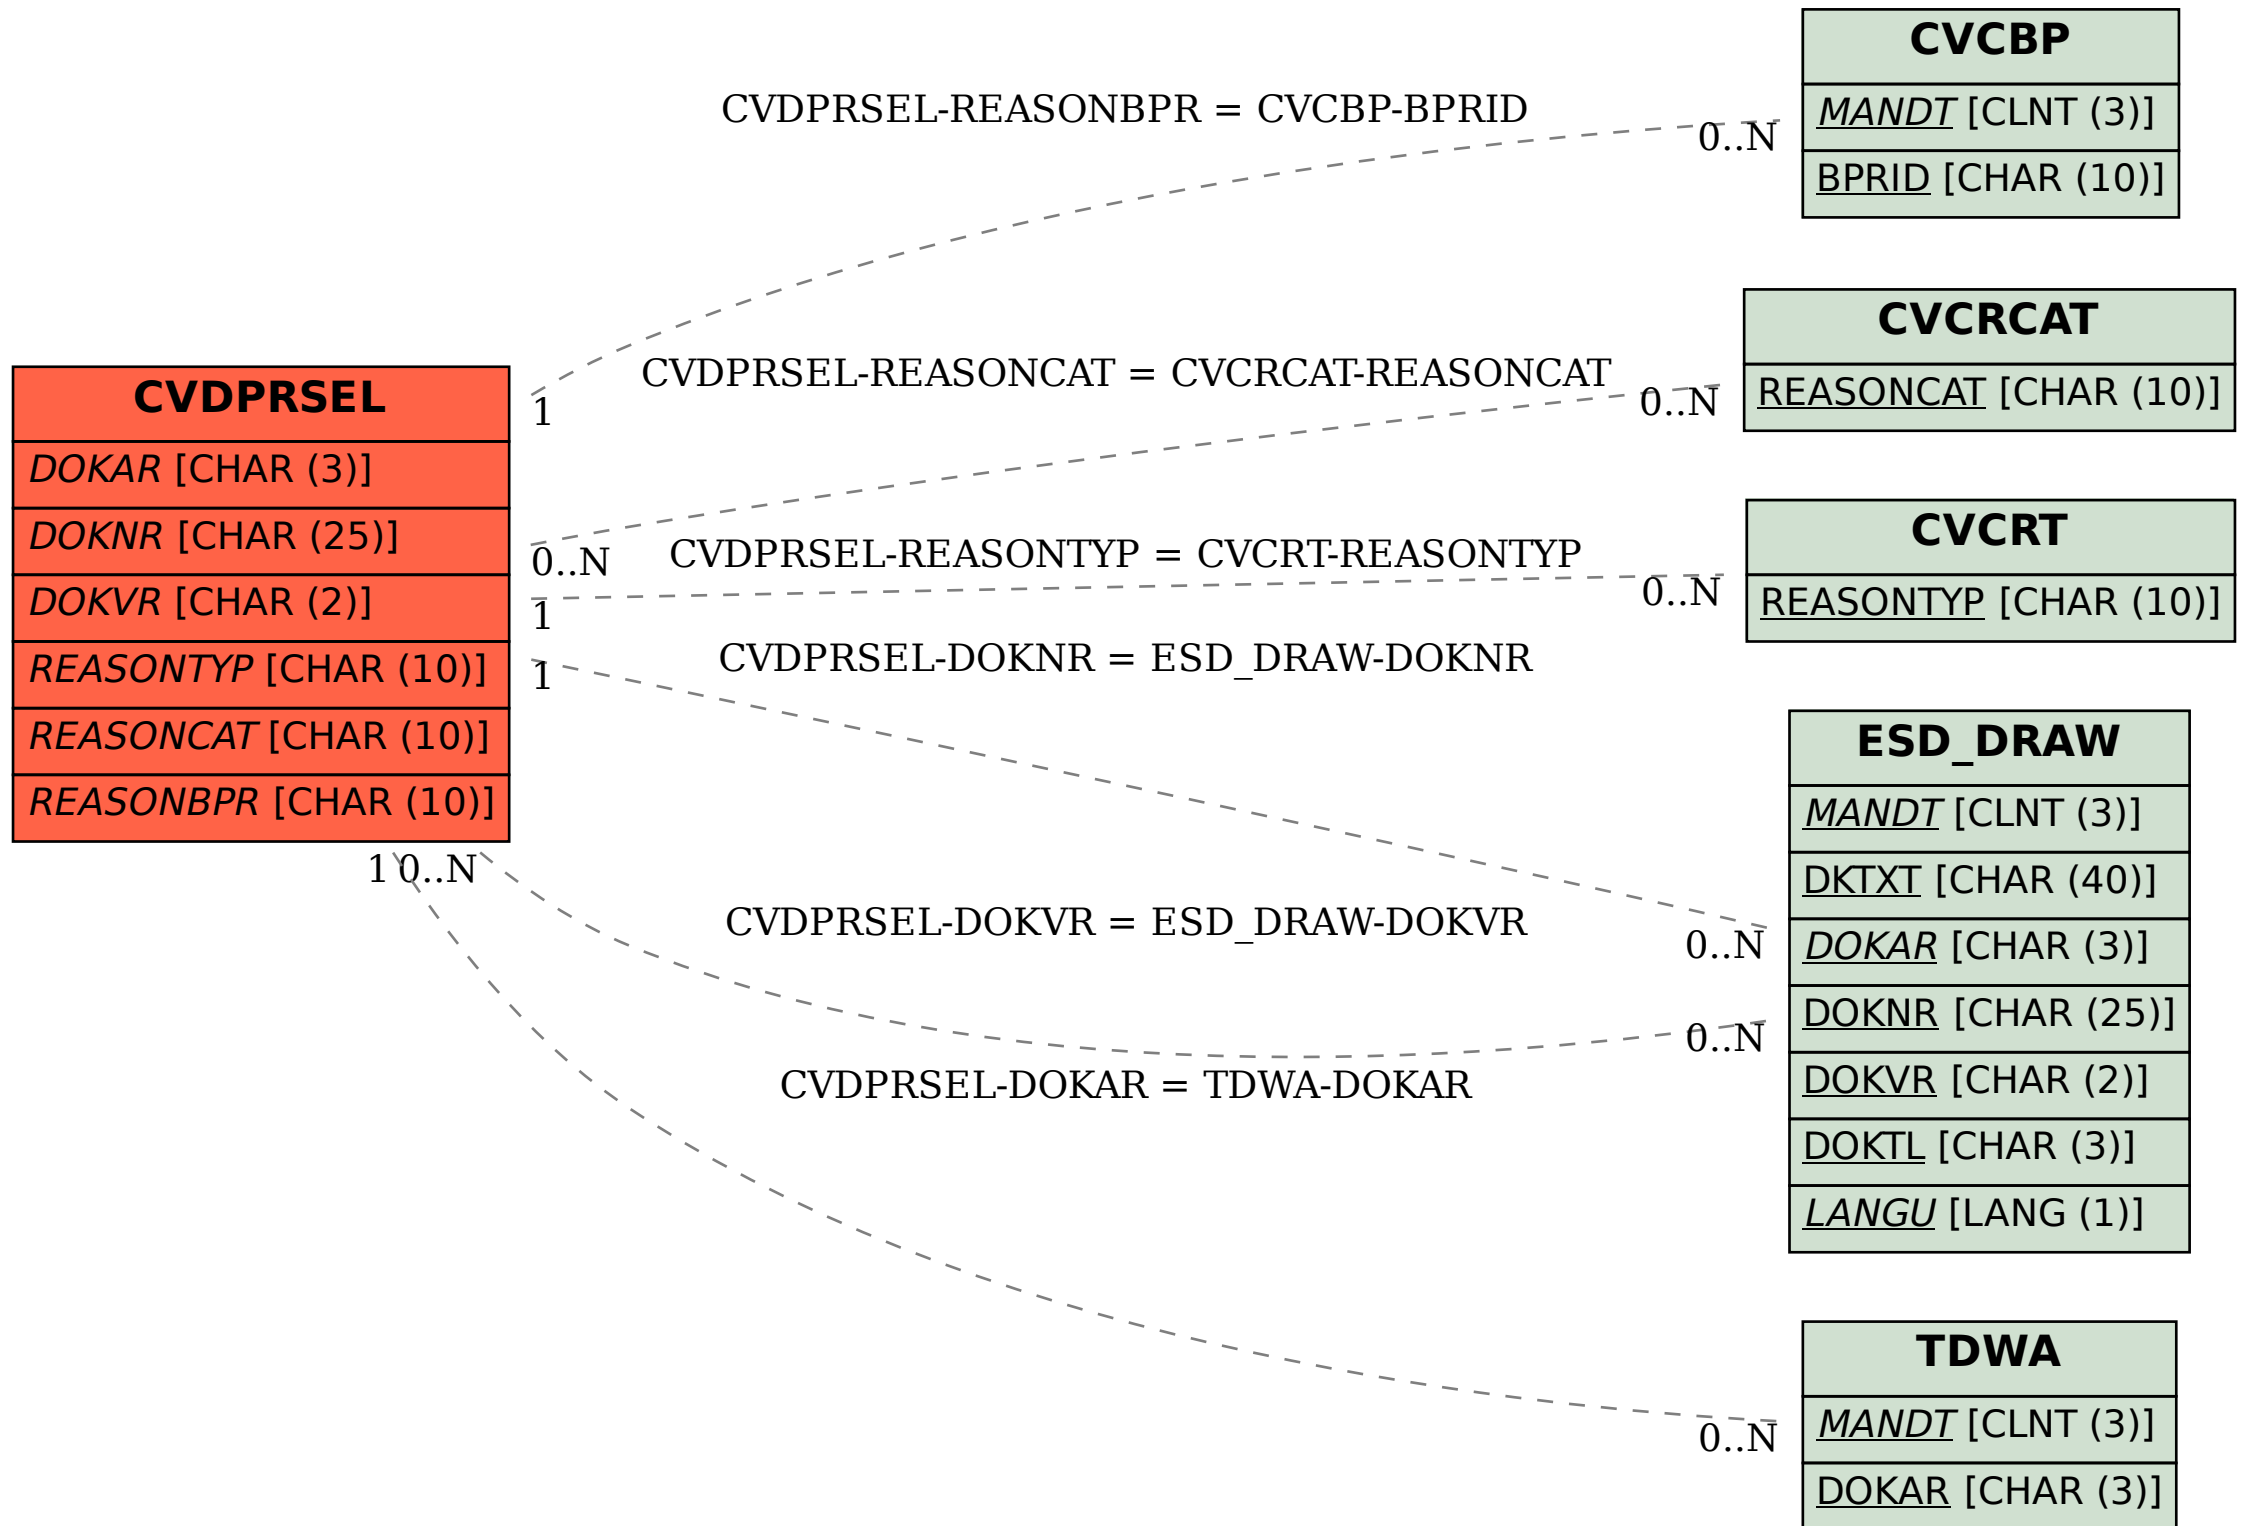 CVDPRSEL
DOKAR [CHAR (3)]
DOKNR [CHAR (25)]
DOKVR [CHAR (2)]
REASONTYP [CHAR (10)]
REASONCAT [CHAR (10)]
REASONBPR [CHAR (10)]
CVDPRSEL-REASONBPR = CVCBP-BPRID
1
0..N
CVDPRSEL-REASONCAT = CVCRCAT-REASONCAT
0..N
0..N
CVDPRSEL-REASONTYP = CVCRT-REASONTYP
1
0..N
CVDPRSEL-DOKNR = ESD_DRAW-DOKNR
1
0..N
CVDPRSEL-DOKVR = ESD_DRAW-DOKVR
0..N
0..N
CVDPRSEL-DOKAR = TDWA-DOKAR
1
0..N
CVCBP
MANDT [CLNT (3)]
BPRID [CHAR (10)]
CVCRCAT
REASONCAT [CHAR (10)]
CVCRT
REASONTYP [CHAR (10)]
ESD_DRAW
MANDT [CLNT (3)]
DKTXT [CHAR (40)]
DOKAR [CHAR (3)]
DOKNR [CHAR (25)]
DOKVR [CHAR (2)]
DOKTL [CHAR (3)]
LANGU [LANG (1)]
TDWA
MANDT [CLNT (3)]
DOKAR [CHAR (3)]